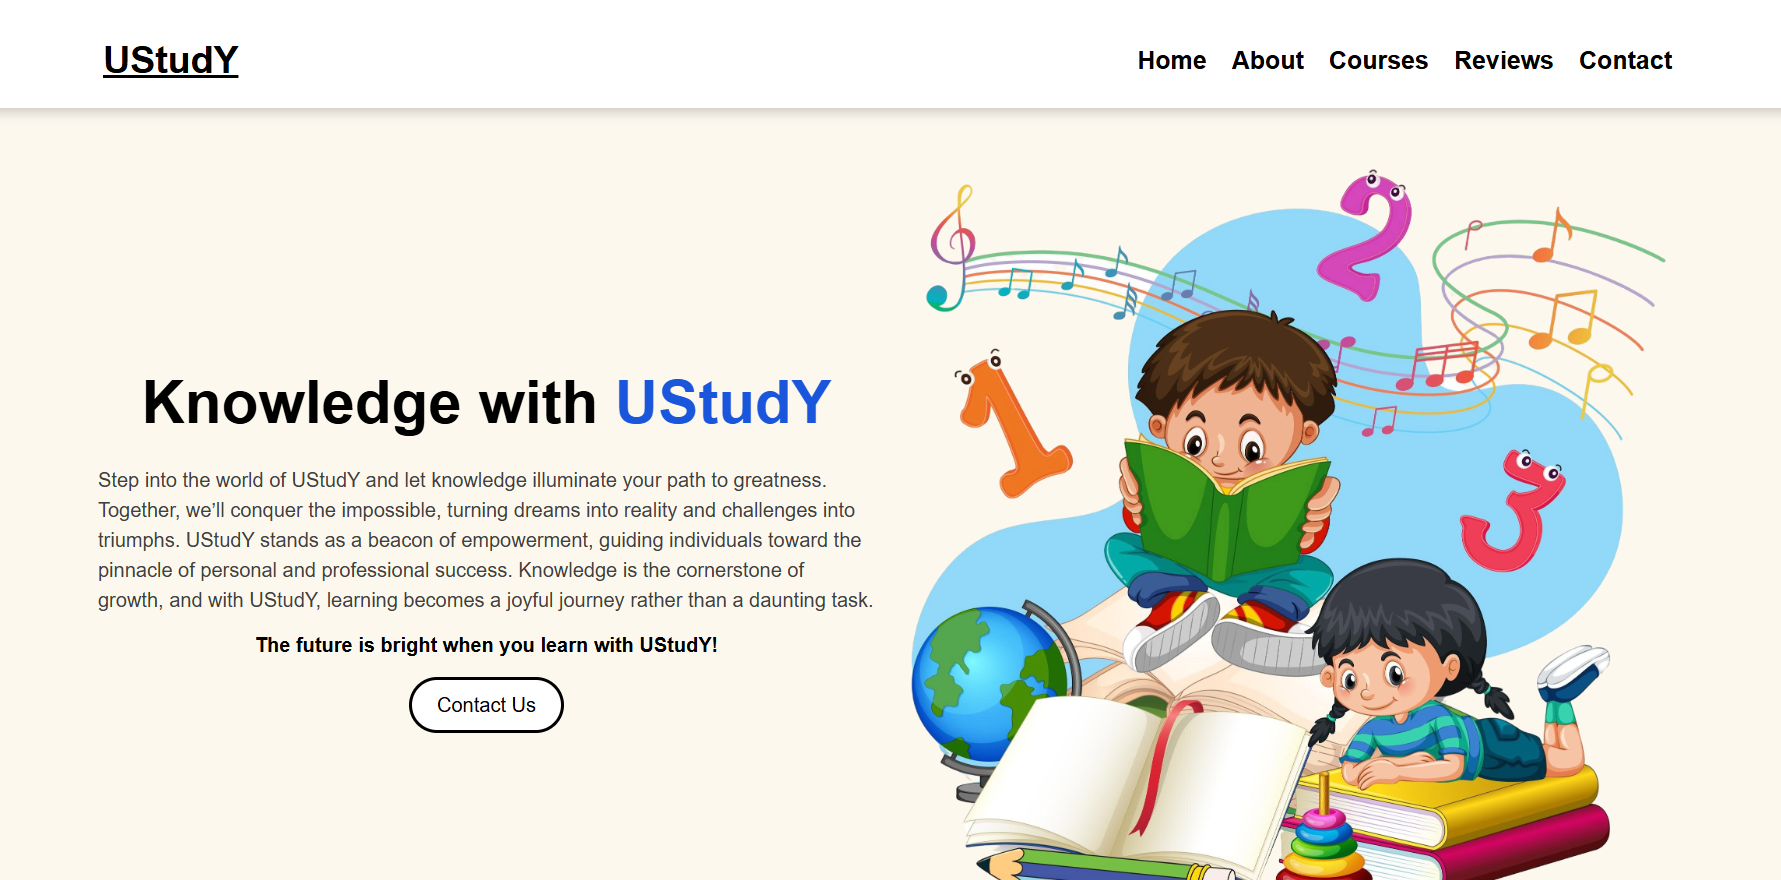 UStudY
Home About Courses Reviews Contact
2
1
3
Knowledge with UStudY
Step into the world of UStudY and let knowledge illuminate your path to greatness.
Together, we’ll conquer the impossible, turning dreams into reality and challenges into
triumphs. UStudY stands as a beacon of empowerment, guiding individuals toward the
pinnacle of personal and professional success. Knowledge is the cornerstone of
growth, and with UStudY, learning becomes a joyful journey rather than a daunting task.
The future is bright when you learn with UStudY!
Contact Us